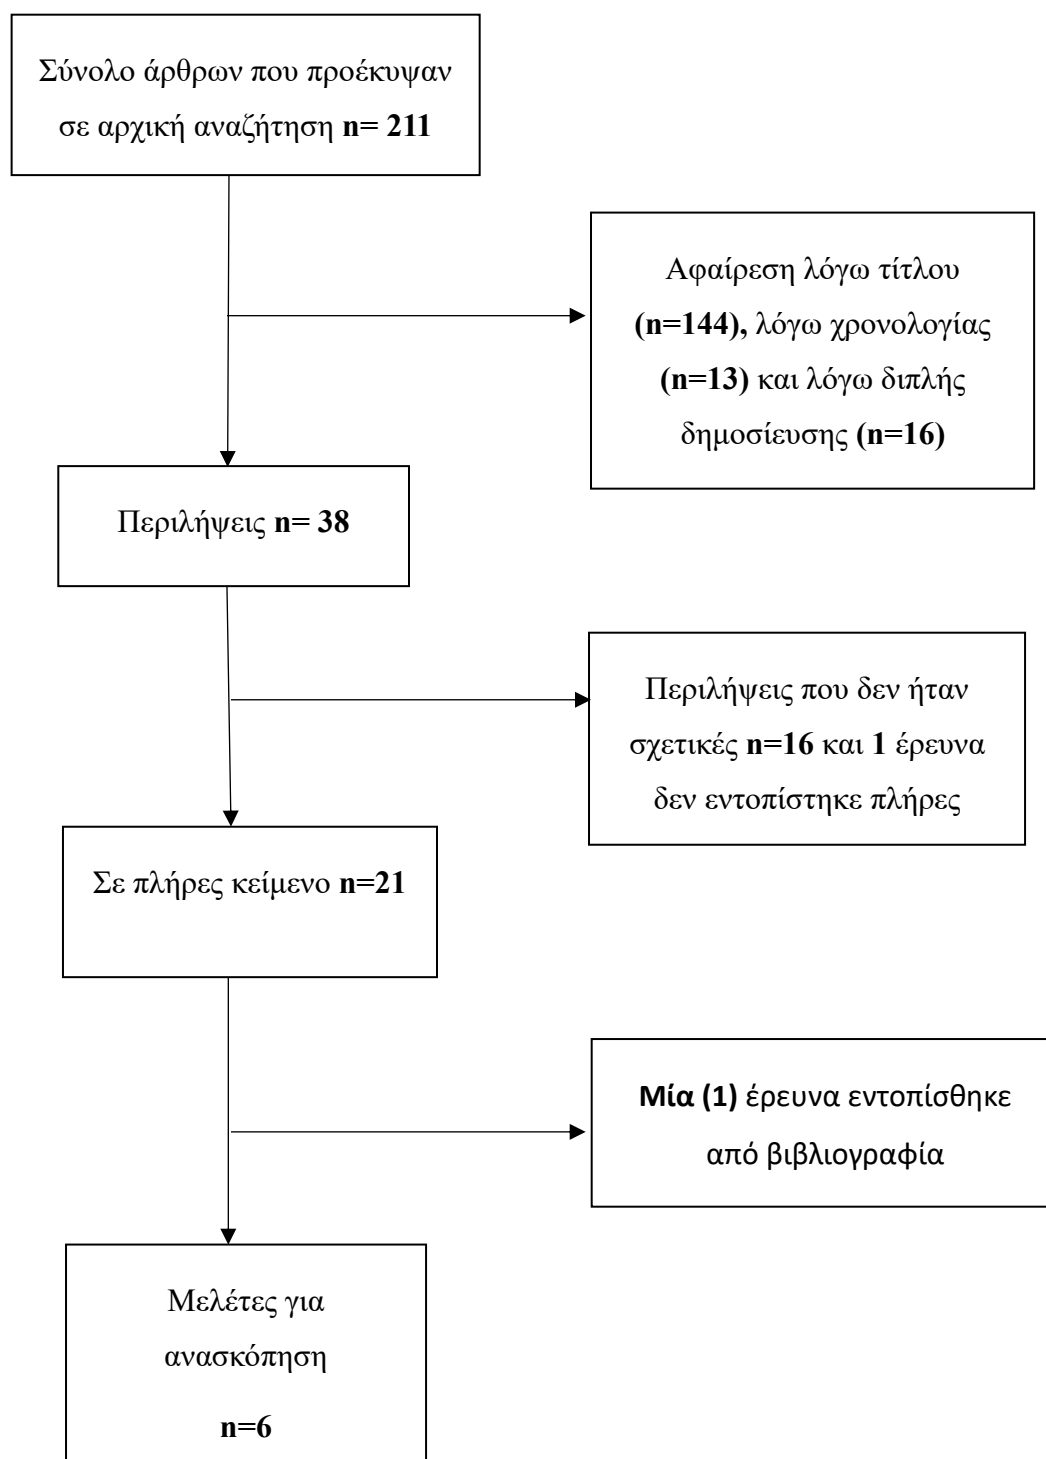 Σύνολο άρθρων που προέκυψαν
σε αρχική αναζήτηση n= 211
Αφαίρεση λόγω τίτλου
(n=144), λόγω χρονολογίας
(n=13) και λόγω διπλής
δημοσίευσης (n=16)
Περιλήψεις n= 38
Περιλήψεις που δεν ήταν
σχετικές n=16 και 1 έρευνα
δεν εντοπίστηκε πλήρες
Σε πλήρες κείμενο n=21
Μία (1) έρευνα εντοπίσθηκε
από βιβλιογραφία
Μελέτες για
ανασκόπηση
n=6